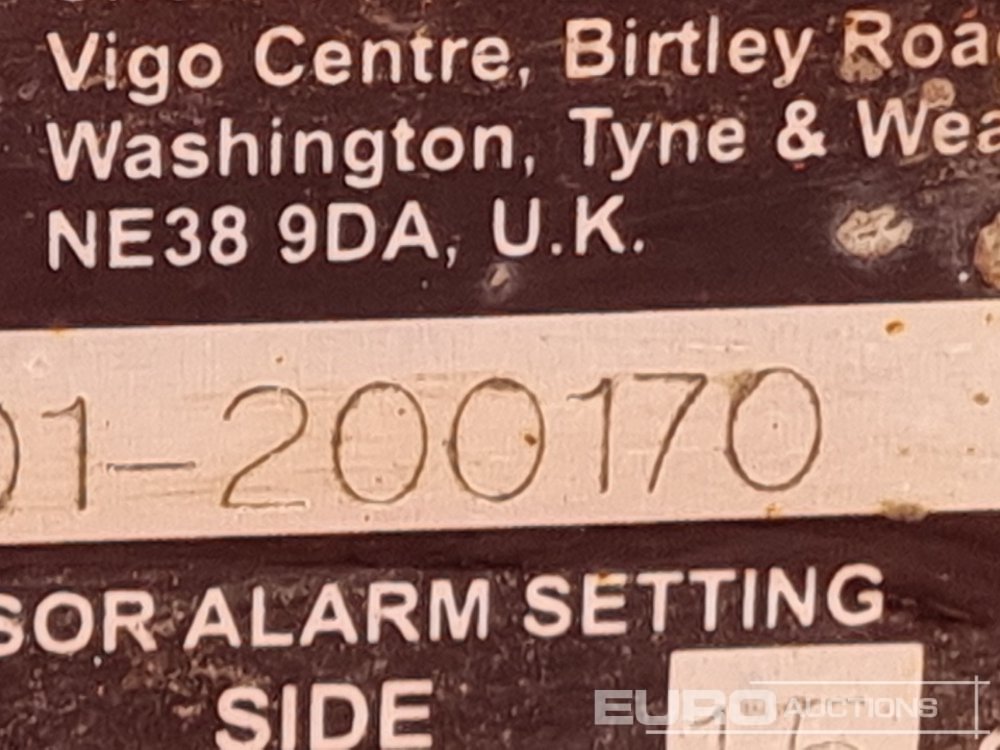 Vigo Centre, Birtley Roa
Washington, Tyne & Wea
NE38 9DA, U.K.
01-200170
SOR ALARM SETTING
SIDE
EURO AUCTIONS